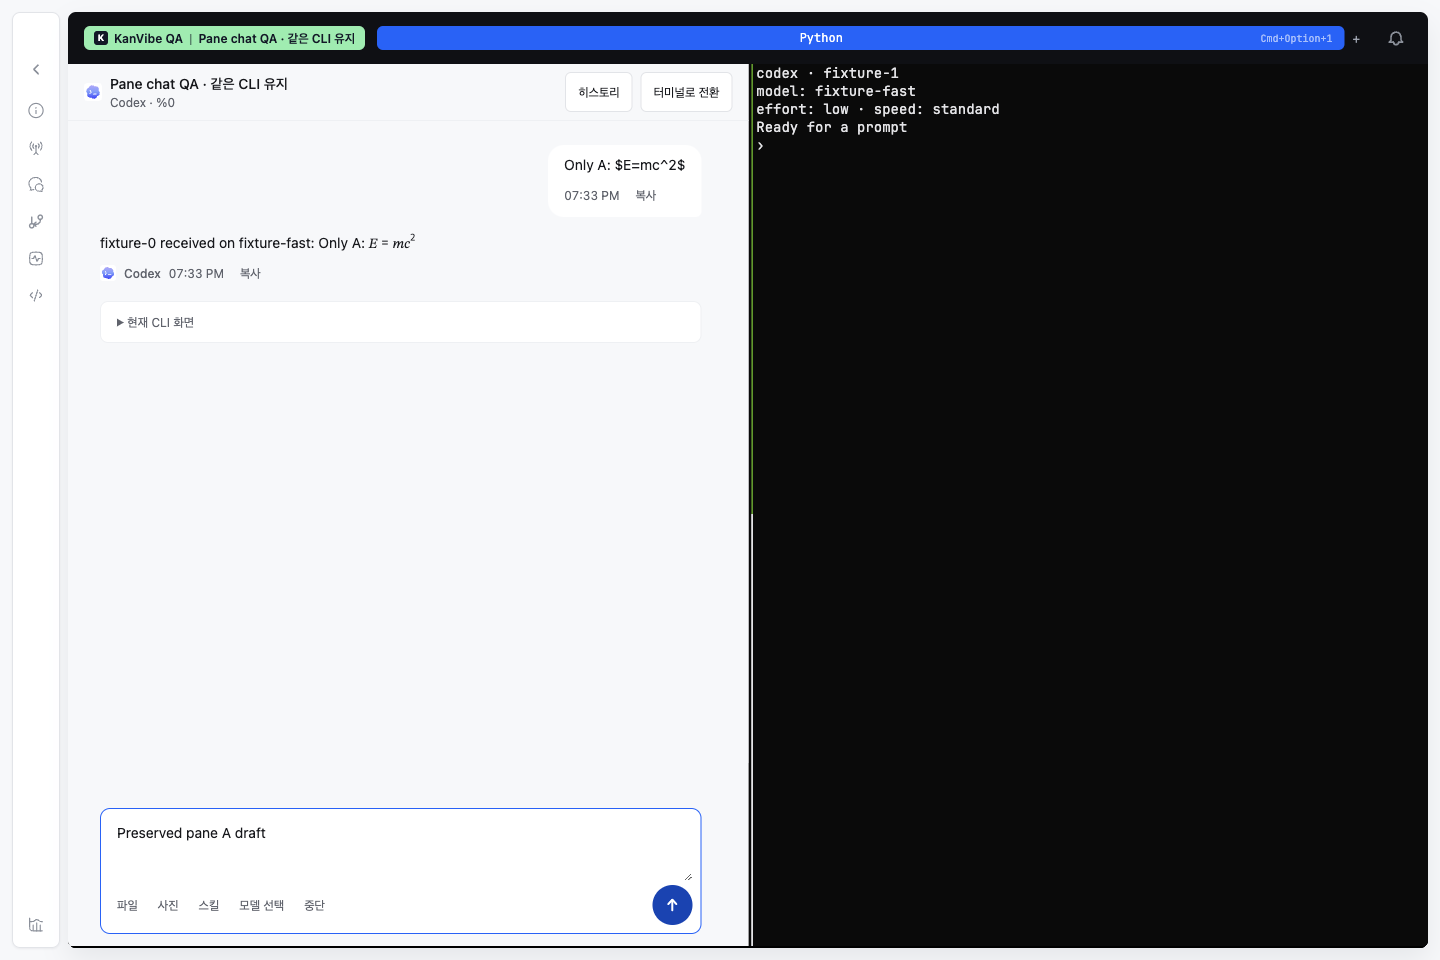 K KanVibe QA | Pane chat QA · 같은 CLI 유지
Python
Cmd+Option+1
+
Pane chat QA · 같은 CLI 유지
Codex · %0
히스토리
터미널로 전환
Only A: $E=mc^2$
07:33 PM 복사
fixture-0 received on fixture-fast: Only A: E = mc²
Codex 07:33 PM 복사
▶ 현재 CLI 화면
Preserved pane A draft
파일 사진 스킬 모델 선택 중단
codex · fixture-1
model: fixture-fast
effort: low · speed: standard
Ready for a prompt
›